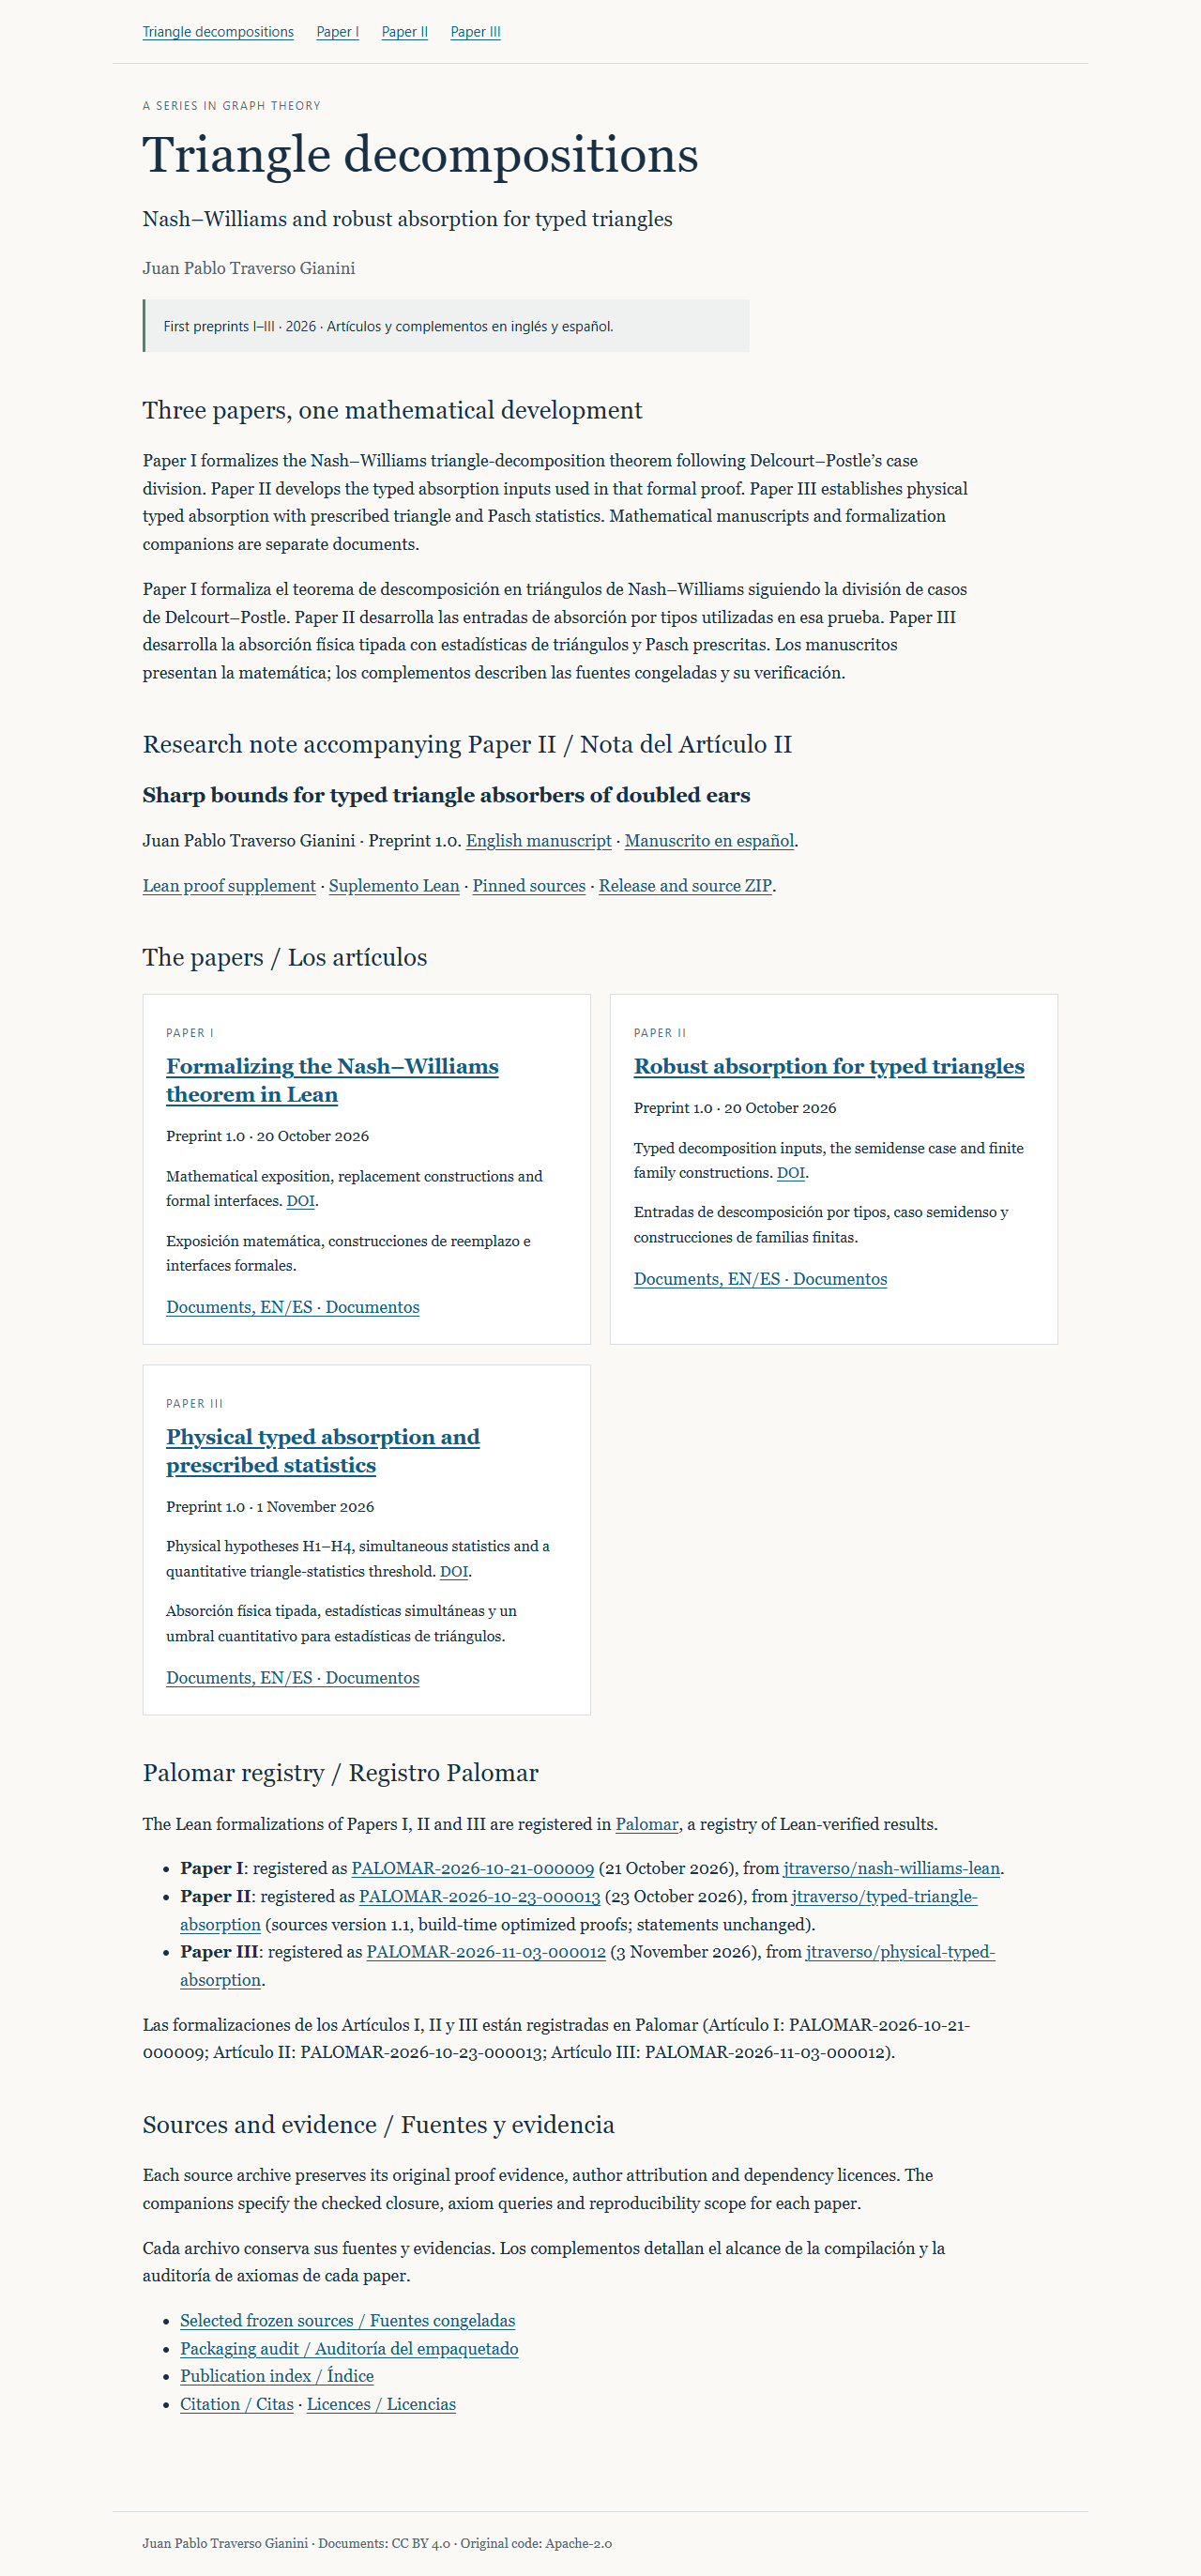 Triangle decompositions Paper I Paper II Paper III
A SERIES IN GRAPH THEORY
Triangle decompositions
Nash–Williams and robust absorption for typed triangles
Juan Pablo Traverso Gianini
First preprints I–III · 2026 · Artículos y complementos en inglés y español.
Three papers, one mathematical development
Paper I formalizes the Nash–Williams triangle-decomposition theorem following Delcourt–Postle’s case
division. Paper II develops the typed absorption inputs used in that formal proof. Paper III establishes physical
typed absorption with prescribed triangle and Pasch statistics. Mathematical manuscripts and formalization
companions are separate documents.
Paper I formaliza el teorema de descomposición en triángulos de Nash–Williams siguiendo la división de casos
de Delcourt–Postle. Paper II desarrolla las entradas de absorción por tipos utilizadas en esa prueba. Paper III
desarrolla la absorción física tipada con estadísticas de triángulos y Pasch prescritas. Los manuscritos
presentan la matemática; los complementos describen las fuentes congeladas y su verificación.
Research note accompanying Paper II / Nota del Artículo II
Sharp bounds for typed triangle absorbers of doubled ears
Juan Pablo Traverso Gianini · Preprint 1.0. English manuscript · Manuscrito en español.
Lean proof supplement · Suplemento Lean · Pinned sources · Release and source ZIP.
The papers / Los artículos
PAPER I
Formalizing the Nash–Williams
theorem in Lean
Preprint 1.0 · 20 October 2026
Mathematical exposition, replacement constructions and
formal interfaces. DOI.
Exposición matemática, construcciones de reemplazo e
interfaces formales.
Documents, EN/ES · Documentos
PAPER II
Robust absorption for typed triangles
Preprint 1.0 · 20 October 2026
Typed decomposition inputs, the semidense case and finite
family constructions. DOI.
Entradas de descomposición por tipos, caso semidenso y
construcciones de familias finitas.
Documents, EN/ES · Documentos
PAPER III
Physical typed absorption and
prescribed statistics
Preprint 1.0 · 1 November 2026
Physical hypotheses H1–H4, simultaneous statistics and a
quantitative triangle-statistics threshold. DOI.
Absorción física tipada, estadísticas simultáneas y un
umbral cuantitativo para estadísticas de triángulos.
Documents, EN/ES · Documentos
Palomar registry / Registro Palomar
The Lean formalizations of Papers I, II and III are registered in Palomar, a registry of Lean-verified results.
• Paper I: registered as PALOMAR-2026-10-21-000009 (21 October 2026), from jtraverso/nash-williams-lean.
• Paper II: registered as PALOMAR-2026-10-23-000013 (23 October 2026), from jtraverso/typed-triangle-
absorption (sources version 1.1, build-time optimized proofs; statements unchanged).
• Paper III: registered as PALOMAR-2026-11-03-000012 (3 November 2026), from jtraverso/physical-typed-
absorption.
Las formalizaciones de los Artículos I, II y III están registradas en Palomar (Artículo I: PALOMAR-2026-10-21-
000009; Artículo II: PALOMAR-2026-10-23-000013; Artículo III: PALOMAR-2026-11-03-000012).
Sources and evidence / Fuentes y evidencia
Each source archive preserves its original proof evidence, author attribution and dependency licences. The
companions specify the checked closure, axiom queries and reproducibility scope for each paper.
Cada archivo conserva sus fuentes y evidencias. Los complementos detallan el alcance de la compilación y la
auditoría de axiomas de cada paper.
• Selected frozen sources / Fuentes congeladas
• Packaging audit / Auditoría del empaquetado
• Publication index / Índice
• Citation / Citas · Licences / Licencias
Juan Pablo Traverso Gianini · Documents: CC BY 4.0 · Original code: Apache-2.0